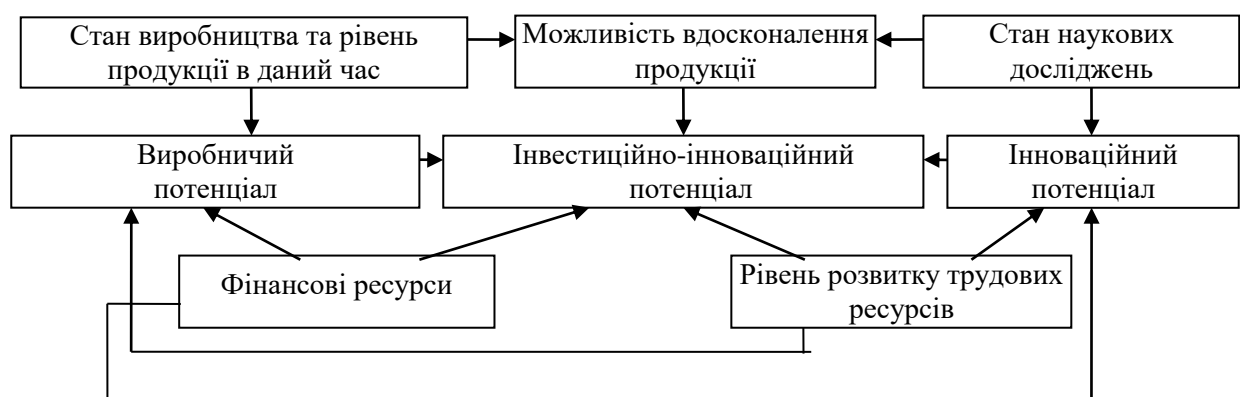 Стан виробництва та рівень
продукції в даний час
Можливість вдосконалення
продукції
Стан наукових
досліджень
Виробничий
потенціал
Інвестиційно-інноваційний
потенціал
Інноваційний
потенціал
Фінансові ресурси
Рівень розвитку трудових
ресурсів